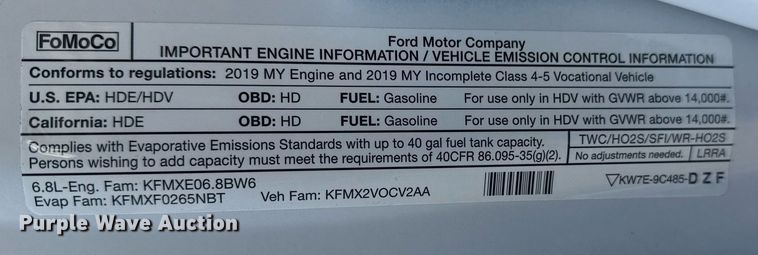 FoMoCo
Ford Motor Company
IMPORTANT ENGINE INFORMATION / VEHICLE EMISSION CONTROL INFORMATION
Conforms to regulations: 2019 MY Engine and 2019 MY Incomplete Class 4-5 Vocational Vehicle
U.S. EPA: HDE/HDV OBD: HD FUEL: Gasoline For use only in HDV with GVWR above 14,000#.
California: HDE OBD: HD FUEL: Gasoline For use only in HDV with GVWR above 14,000#.
Complies with Evaporative Emissions Standards with up to 40 gal fuel tank capacity.
Persons wishing to add capacity must meet the requirements of 40CFR 86.095-35(g)(2).
TWC/HO2S/SFI/WR-HO2S
No adjustments needed. LRRA
6.8L-Eng. Fam: KFMXE06.8BW6
Evap Fam: KFMXF0265NBT
Veh Fam: KFMX2VOCV2AA
▽KW7E-9C485-D Z F
Purple Wave Auction